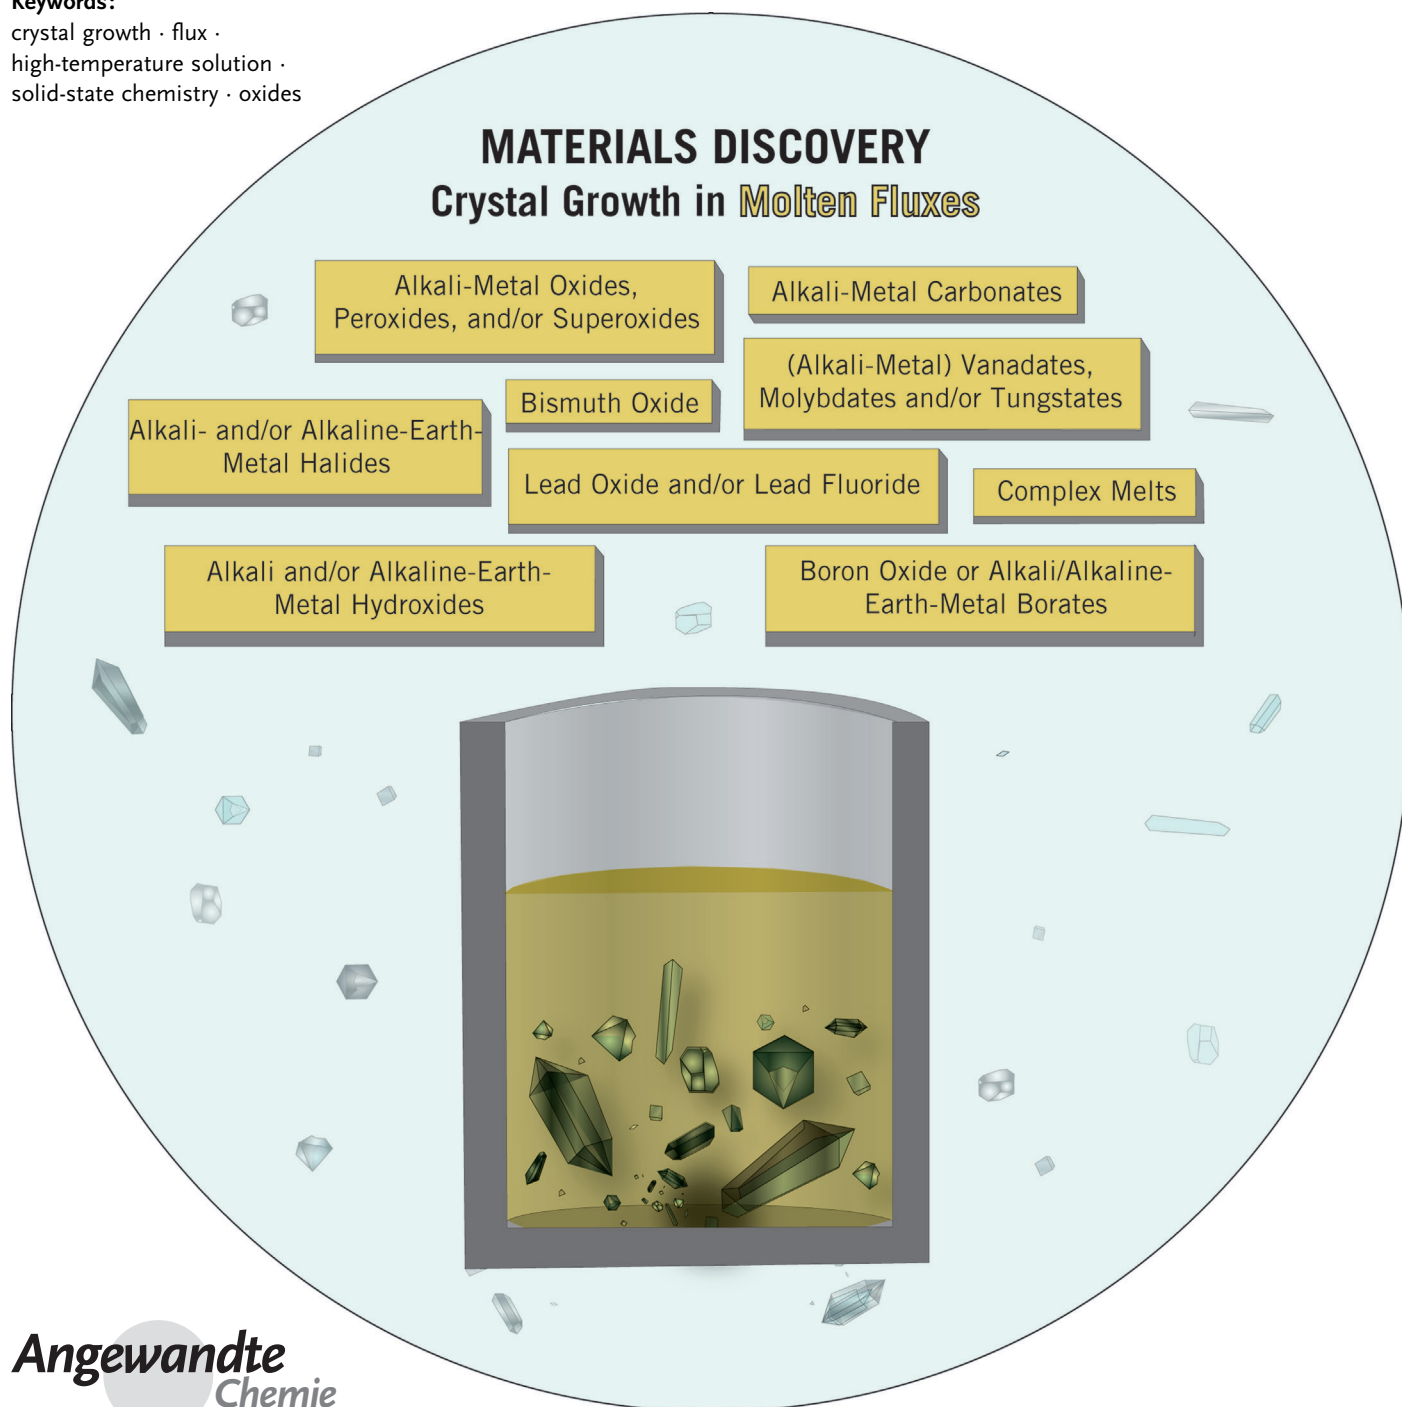 Keywords:
crystal growth · flux ·
high-temperature solution ·
solid-state chemistry · oxides
MATERIALS DISCOVERY
Crystal Growth in Molten Fluxes
Alkali-Metal Oxides,
Peroxides, and/or Superoxides
Alkali-Metal Carbonates
(Alkali-Metal) Vanadates,
Molybdates and/or Tungstates
Bismuth Oxide
Alkali- and/or Alkaline-Earth-
Metal Halides
Lead Oxide and/or Lead Fluoride
Complex Melts
Alkali and/or Alkaline-Earth-
Metal Hydroxides
Boron Oxide or Alkali/Alkaline-
Earth-Metal Borates
Angewandte
Chemie